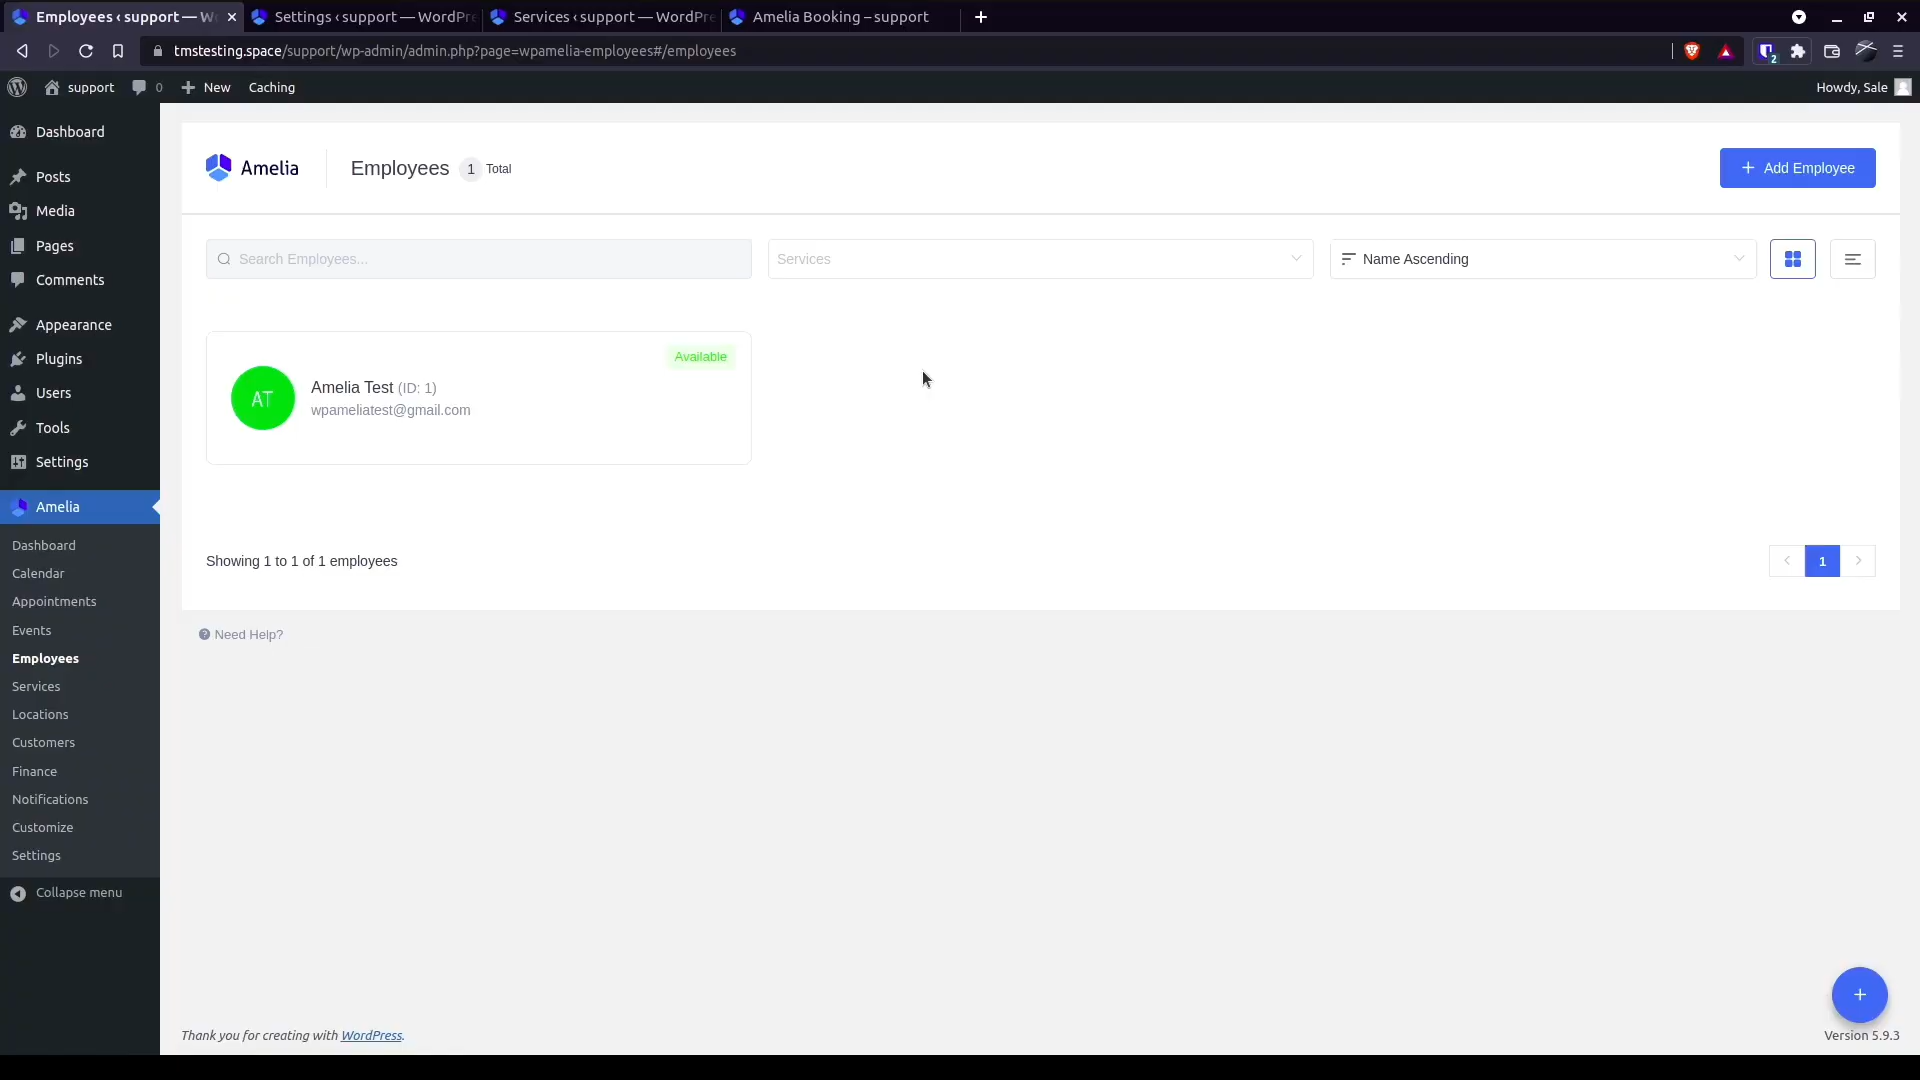 Employees ‹ support — W
Settings ‹ support — WordPre
Services ‹ support — WordPre
Amelia Booking – support
tmstesting.space/support/wp-admin/admin.php?page=wpamelia-employees#/employees
2
support
0
New
Caching
Howdy, Sale
Dashboard
Posts
Media
Pages
Comments
Appearance
Plugins
Users
Tools
Settings
Amelia
Dashboard
Calendar
Appointments
Events
Employees
Services
Locations
Customers
Finance
Notifications
Customize
Settings
Collapse menu
Amelia
Employees 1 Total
+ Add Employee
Search Employees...
Services
Name Ascending
Available
AT
Amelia Test (ID: 1)
wpameliatest@gmail.com
Showing 1 to 1 of 1 employees
1
Need Help?
Thank you for creating with WordPress.
Version 5.9.3